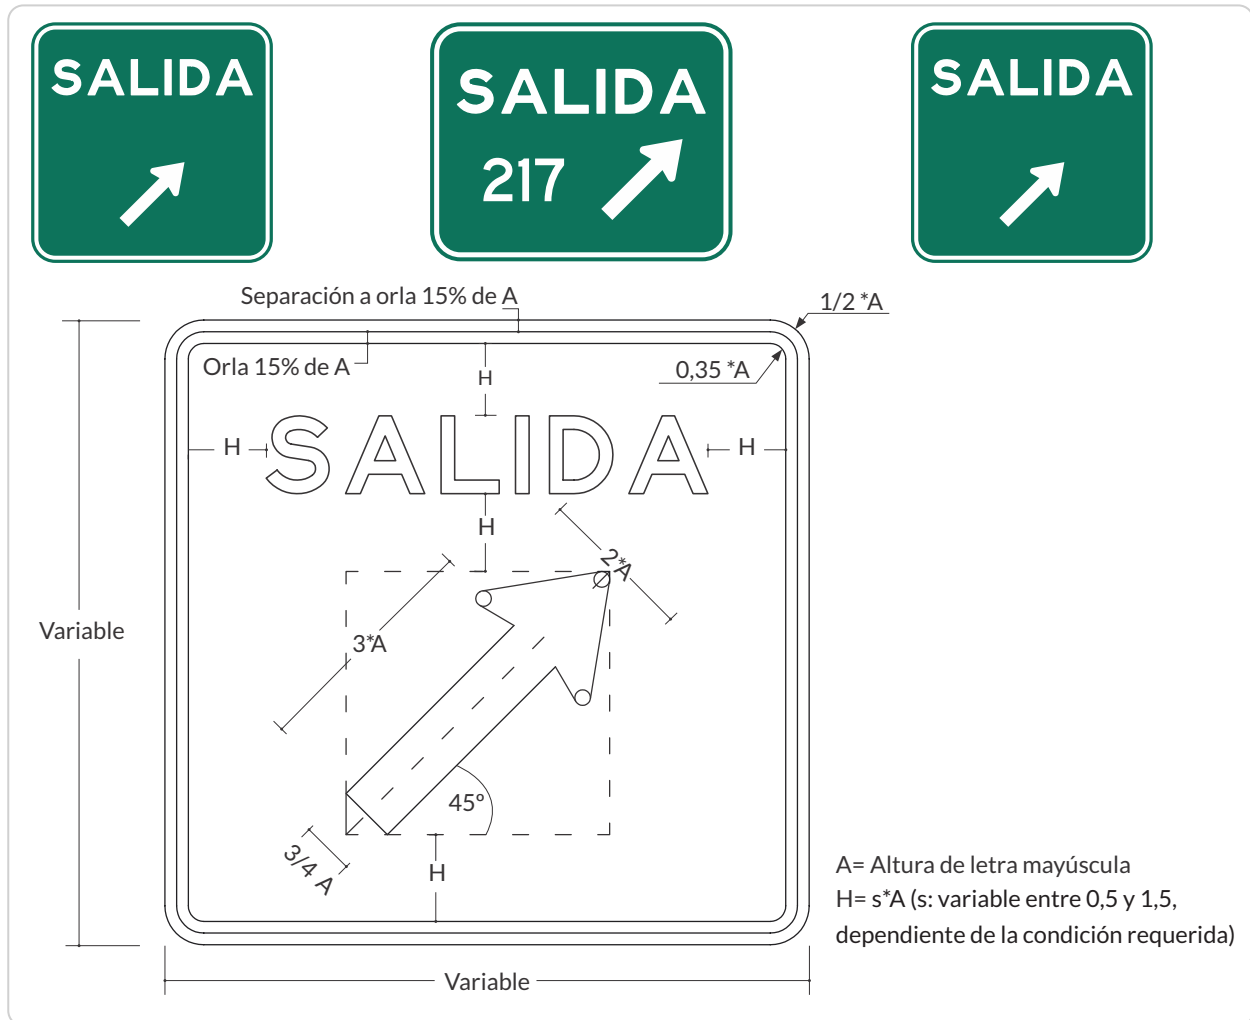 SALIDA
SALIDA
217
SALIDA
Separación a orla 15% de A
1/2 *A
Orla 15% de A
0,35 *A
H
SALIDA
H
H
H
2*A
3*A
Variable
45º
3/4 A
H
A= Altura de letra mayúscula
H= s*A (s: variable entre 0,5 y 1,5,
dependiente de la condición requerida)
Variable